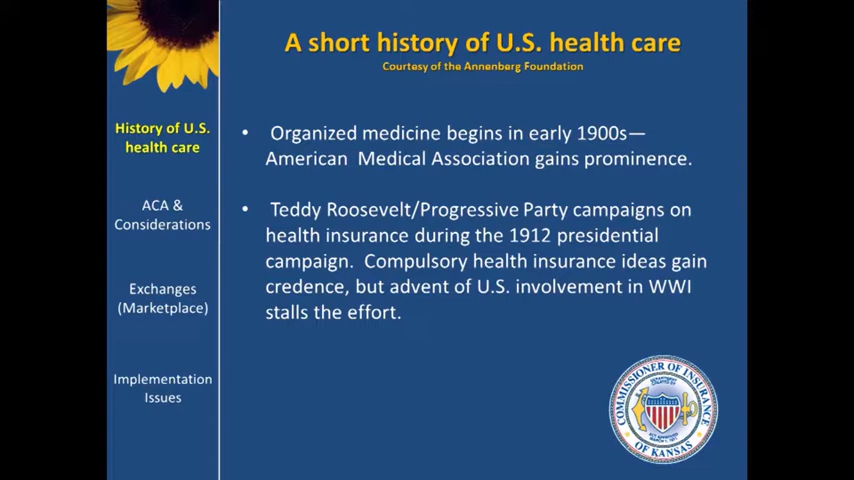 A short history of U.S. health care
Courtesy of the Annenberg Foundation
History of U.S.
health care
ACA &
Considerations
Exchanges
(Marketplace)
Implementation
Issues
• Organized medicine begins in early 1900s—
American Medical Association gains prominence.
• Teddy Roosevelt/Progressive Party campaigns on
health insurance during the 1912 presidential
campaign. Compulsory health insurance ideas gain
credence, but advent of U.S. involvement in WWI
stalls the effort.
COMMISSIONER OF INSURANCE
OF KANSAS